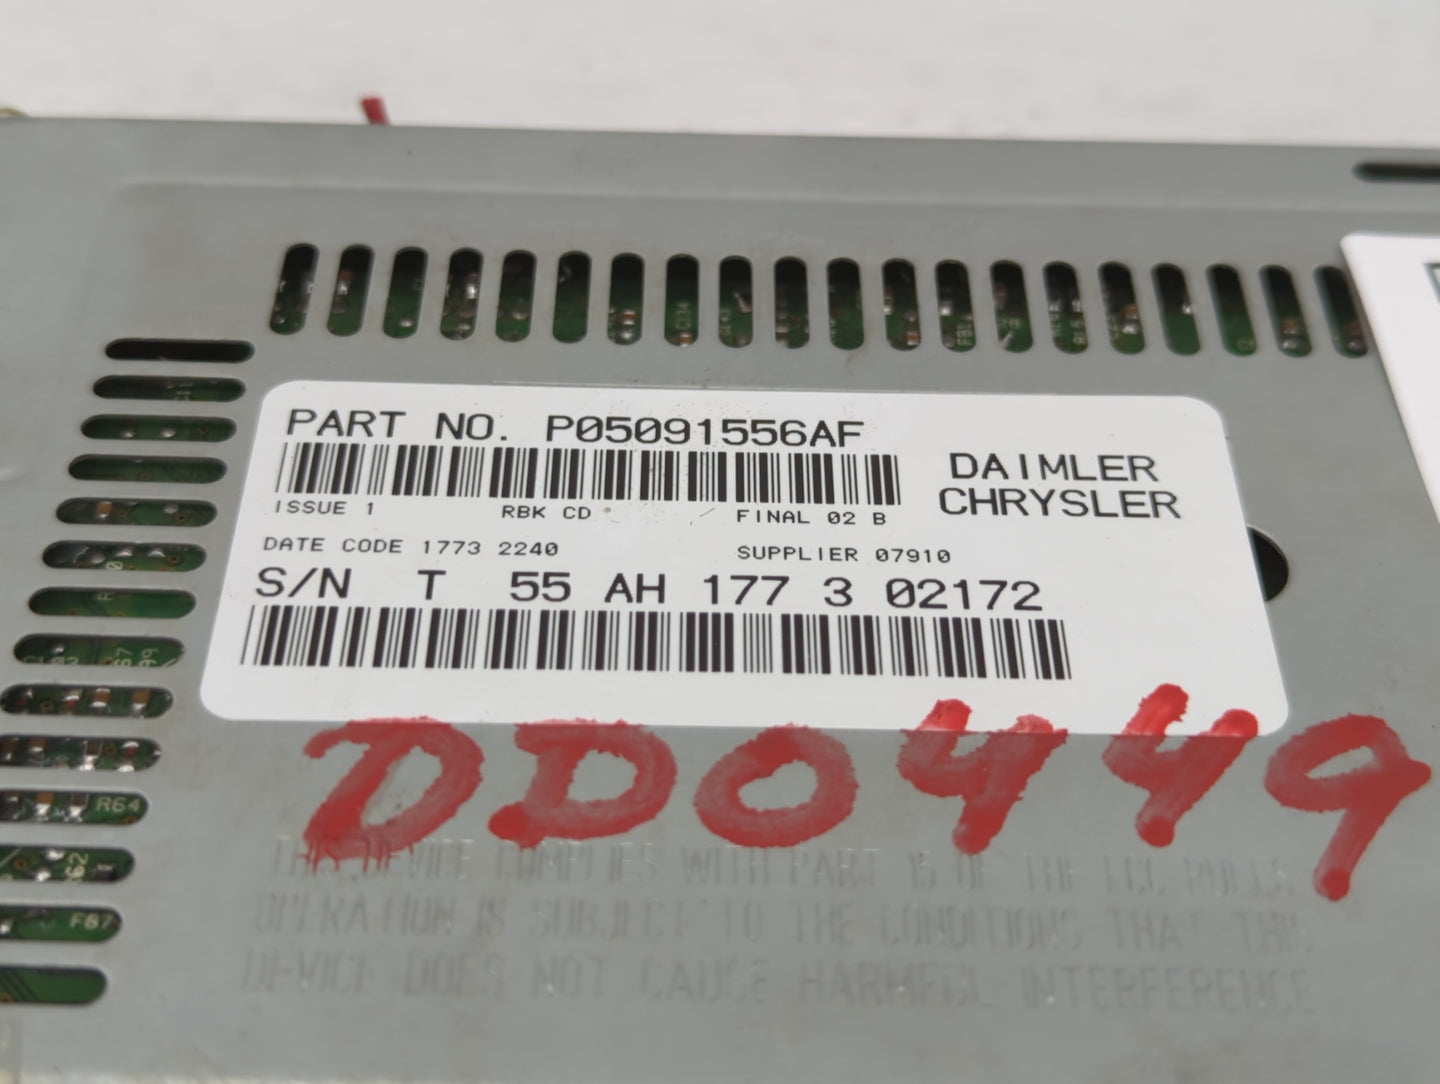 PART NO. P05091556AF
DAIMLER
CHRYSLER
ISSUE 1 RBK CD FINAL 02 B
DATE CODE 1773 2240 SUPPLIER 07910
S/N T 55 AH 177 3 02172
DD0449
THIS DEVICE COMPLIES WITH PART 15 OF THE FCC RULES.
OPERATION IS SUBJECT TO THE CONDITIONS THAT THIS
DEVICE DOES NOT CAUSE HARMFUL INTERFERENCE
R64